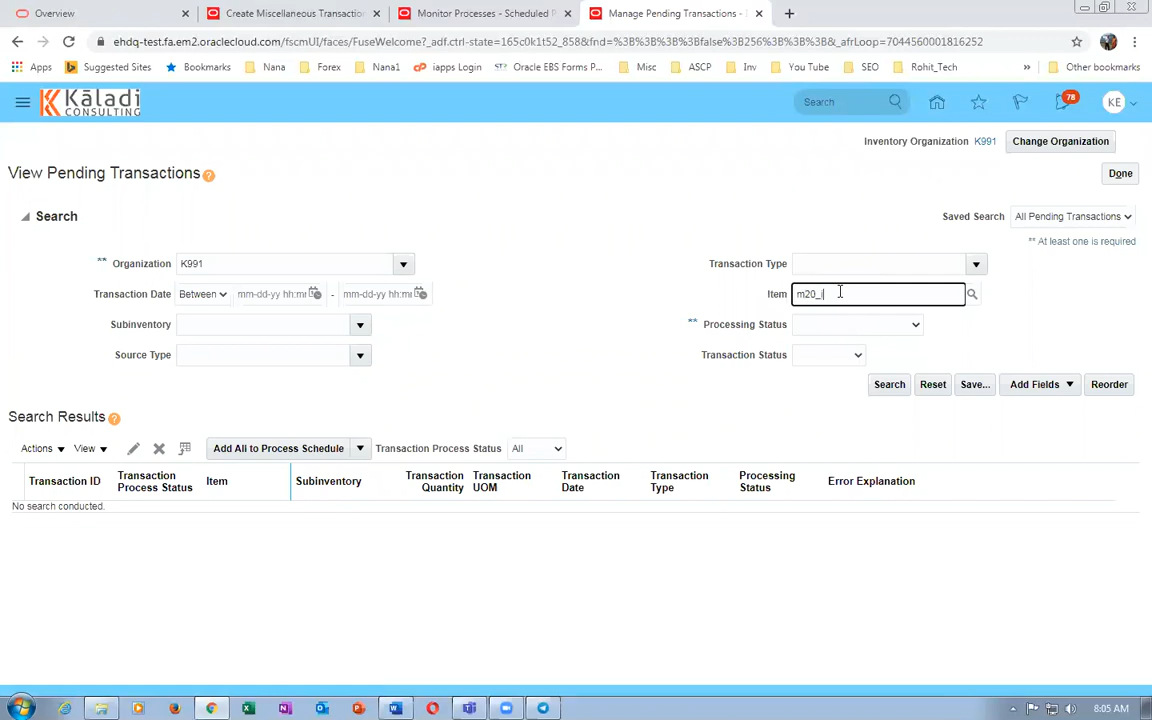 Overview
Create Miscellaneous Transactio
Monitor Processes - Scheduled P
Manage Pending Transactions -
ehdq-test.fa.em2.oraclecloud.com/fscmUI/faces/FuseWelcome?_adf.ctrl-state=165c0k1t52_858&fnd=%3B%3B%3B%3Bfalse%3B256%3B%3B%3B&_afrLoop=7044560001816252
Apps Suggested Sites Bookmarks Nana Forex Nana1 iapps Login Oracle EBS Forms P... Misc ASCP Inv You Tube SEO Rohit_Tech » Other bookmarks
Kāladi
CONSULTING
Search
78
KE
Inventory Organization K991 Change Organization
View Pending Transactions
Done
Search
Saved Search All Pending Transactions
** At least one is required
** Organization K991
Transaction Type
Transaction Date Between mm-dd-yy hh:mm - mm-dd-yy hh:mm
Item m20_i
Subinventory
** Processing Status
Source Type
Transaction Status
Search Reset Save... Add Fields Reorder
Search Results
Actions View Add All to Process Schedule Transaction Process Status All
Transaction ID Transaction Process Status Item Subinventory Transaction Quantity Transaction UOM Transaction Date Transaction Type Processing Status Error Explanation
No search conducted.
8:05 AM